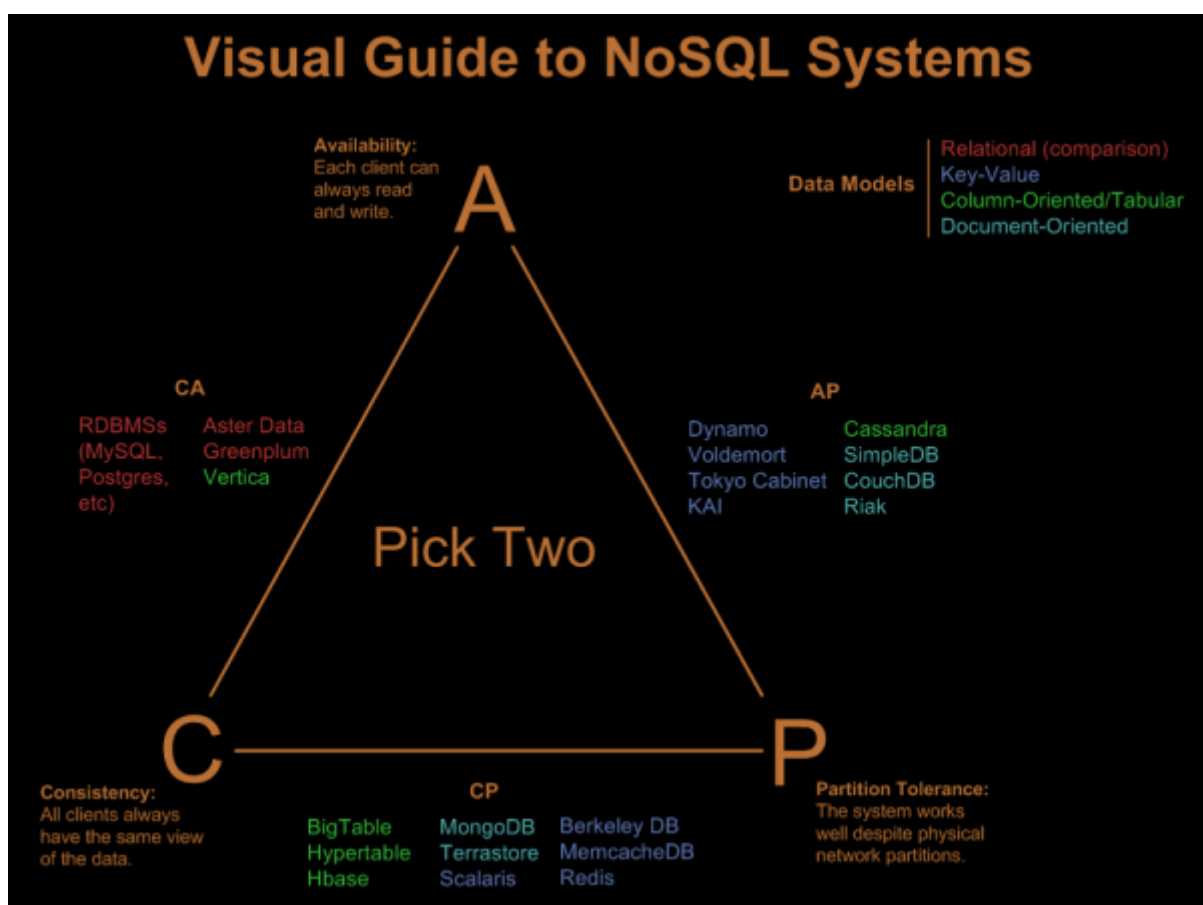 Visual Guide to NoSQL Systems
Availability:
Each client can
always read
and write.
A
Data Models
Relational (comparison)
Key-Value
Column-Oriented/Tabular
Document-Oriented
CA
RDBMSs
(MySQL,
Postgres,
etc)
Aster Data
Greenplum
Vertica
AP
Dynamo
Voldemort
Tokyo Cabinet
KAI
Cassandra
SimpleDB
CouchDB
Riak
Pick Two
C
P
Consistency:
All clients always
have the same view
of the data.
CP
BigTable
Hypertable
Hbase
MongoDB
Terrastore
Scalaris
Berkeley DB
MemcacheDB
Redis
Partition Tolerance:
The system works
well despite physical
network partitions.